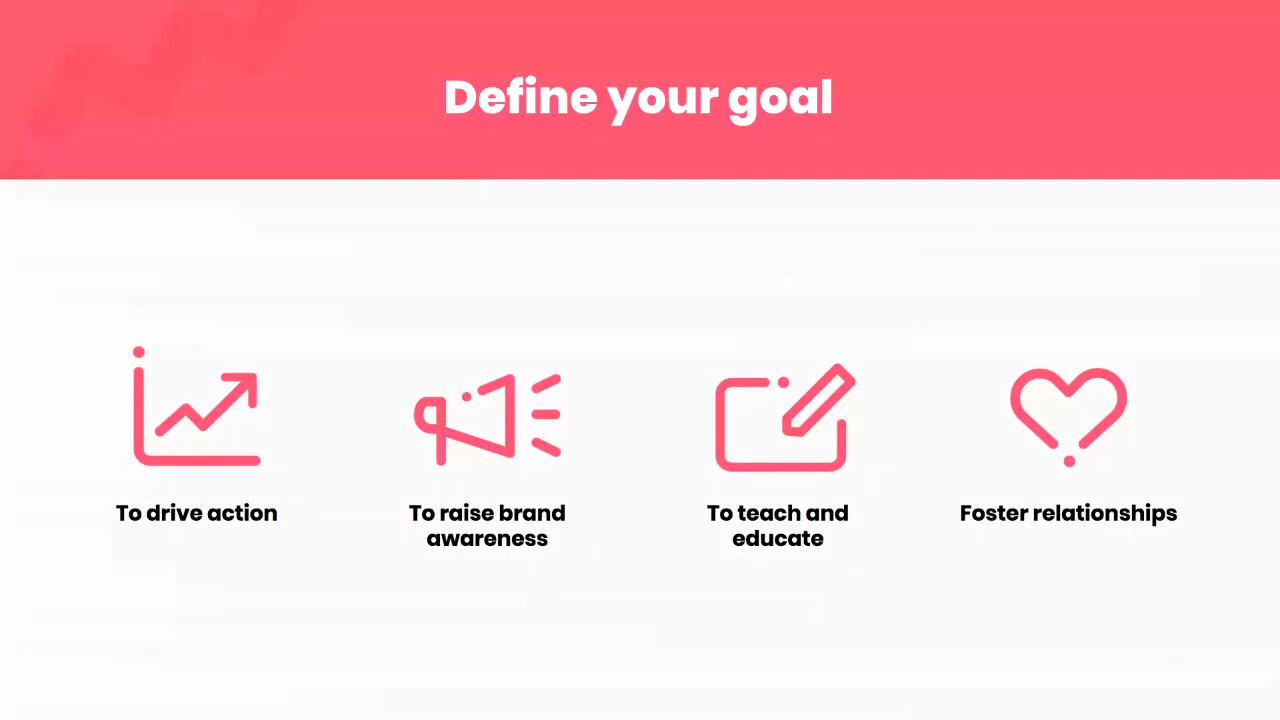 Define your goal
To drive action
To raise brand
awareness
To teach and
educate
Foster relationships